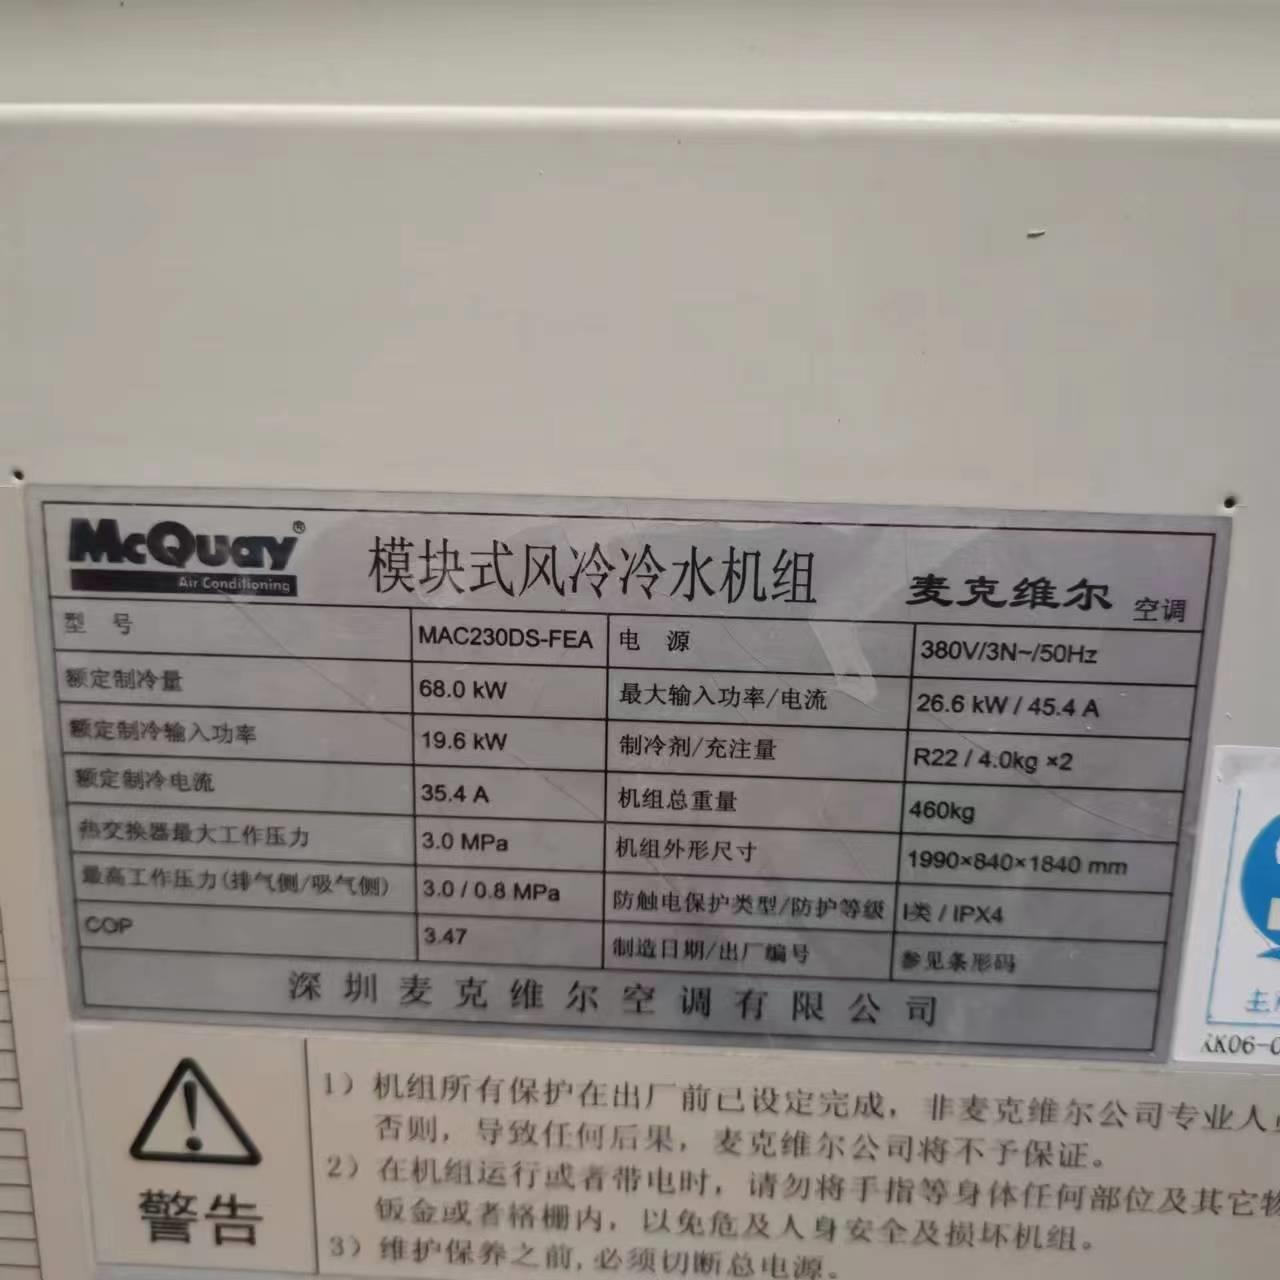 McQuay® 模块式风冷冷水机组 麦克维尔 空调
Air Conditioning
型 号 MAC230DS-FEA 电 源 380V/3N~/50Hz
额定制冷量 68.0 kW 最大输入功率/电流 26.6 kW / 45.4 A
额定制冷输入功率 19.6 kW 制冷剂/充注量 R22 / 4.0kg ×2
额定制冷电流 35.4 A 机组总重量 460kg
热交换器最大工作压力 3.0 MPa 机组外形尺寸 1990×840×1840 mm
最高工作压力(排气侧/吸气侧) 3.0 / 0.8 MPa 防触电保护类型/防护等级 I类 / IPX4
COP 3.47 制造日期/出厂编号 参见条形码
深圳麦克维尔空调有限公司
主
KK06-0
警告
1）机组所有保护在出厂前已设定完成，非麦克维尔公司专业人
否则，导致任何后果，麦克维尔公司将不予保证。
2）在机组运行或者带电时，请勿将手指等身体任何部位及其它物
钣金或者格栅内，以免危及人身安全及损坏机组。
3）维护保养之前,必须切断总电源。